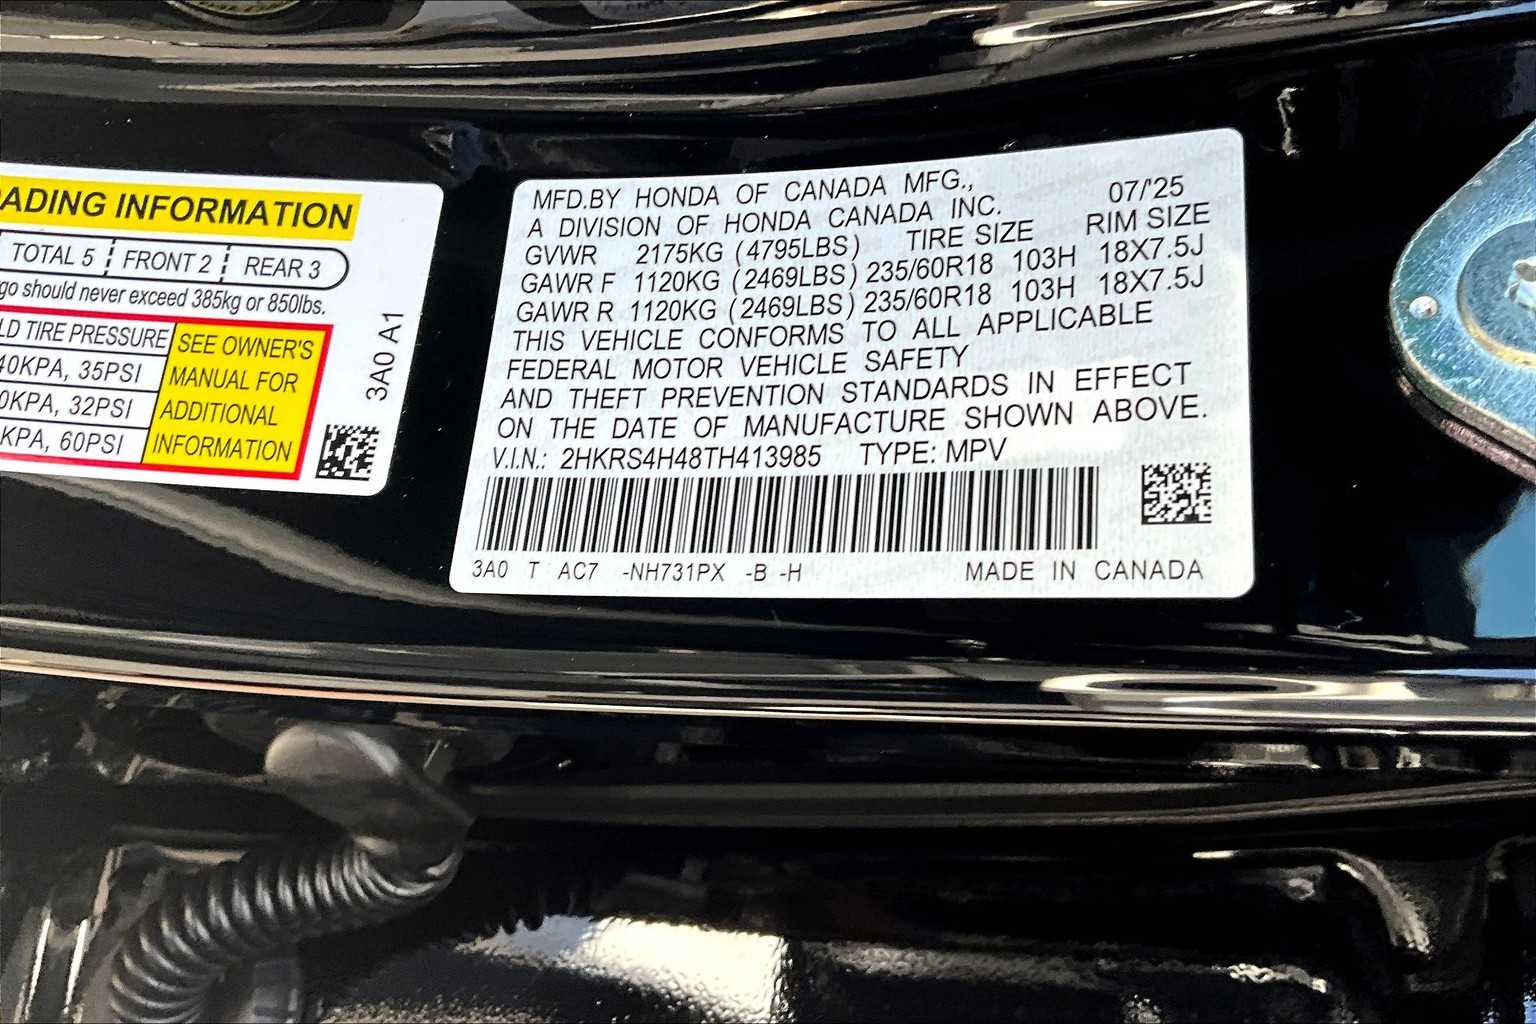 ADING INFORMATION
TOTAL 5 FRONT 2 REAR 3
go should never exceed 385kg or 850lbs.
LD TIRE PRESSURE
40KPA, 35PSI
0KPA, 32PSI
KPA, 60PSI
SEE OWNER'S
MANUAL FOR
ADDITIONAL
INFORMATION
3A0 A1
MFD.BY HONDA OF CANADA MFG., 07/'25
A DIVISION OF HONDA CANADA INC.
GVWR 2175KG (4795LBS) TIRE SIZE RIM SIZE
GAWR F 1120KG (2469LBS) 235/60R18 103H 18X7.5J
GAWR R 1120KG (2469LBS) 235/60R18 103H 18X7.5J
THIS VEHICLE CONFORMS TO ALL APPLICABLE
FEDERAL MOTOR VEHICLE SAFETY
AND THEFT PREVENTION STANDARDS IN EFFECT
ON THE DATE OF MANUFACTURE SHOWN ABOVE.
V.I.N.: 2HKRS4H48TH413985 TYPE: MPV
3A0 T AC7 -NH731PX -B -H MADE IN CANADA